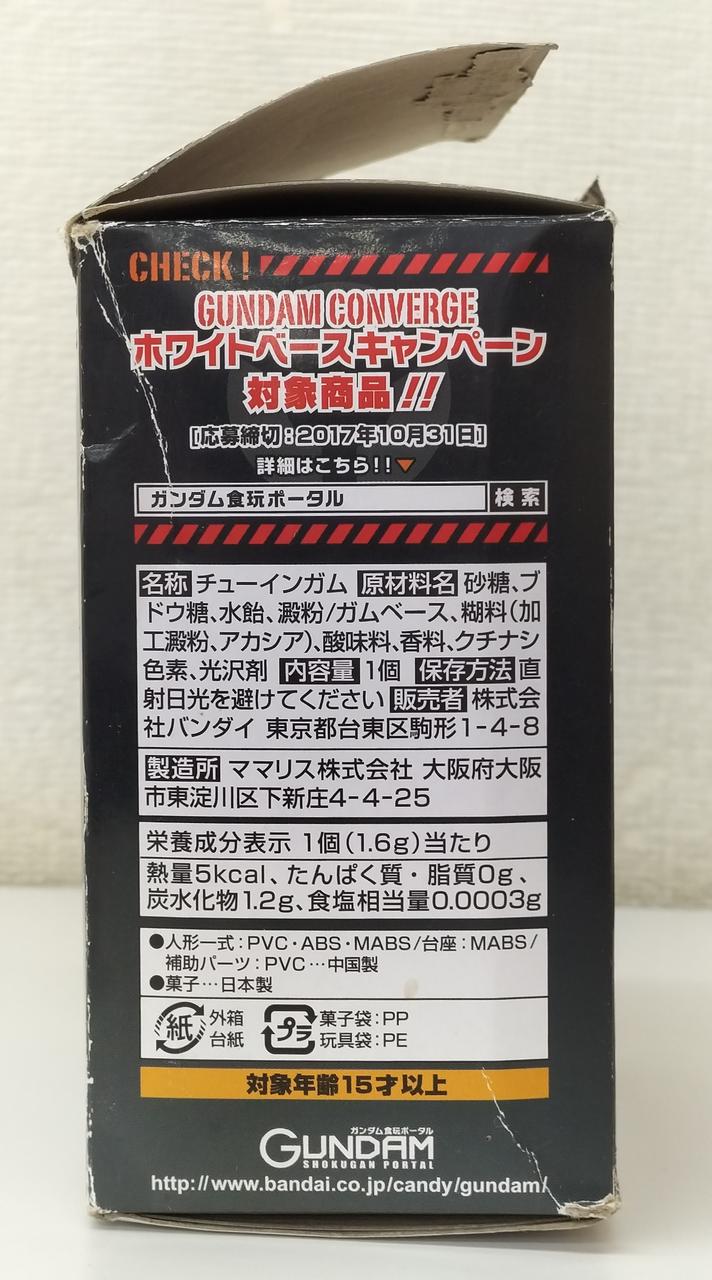 CHECK!
GUNDAM CONVERGE
ホワイトベースキャンペーン
対象商品!!
[応募締切:2017年10月31日]
詳細はこちら!!▼
ガンダム食玩ポータル 検索
名称 チューインガム 原材料名 砂糖、ブ
ドウ糖、水飴、澱粉/ガムベース、糊料(加
工澱粉、アカシア)、酸味料、香料、クチナシ
色素、光沢剤 内容量 1個 保存方法 直
射日光を避けてください 販売者 株式会
社バンダイ 東京都台東区駒形1-4-8
製造所 ママリス株式会社 大阪府大阪
市東淀川区下新庄4-4-25
栄養成分表示 1個(1.6g)当たり
熱量5kcal、たんぱく質・脂質0g、
炭水化物1.2g、食塩相当量0.0003g
●人形一式:PVC・ABS・MABS/台座:MABS/
補助パーツ:PVC…中国製
●菓子…日本製
紙 外箱
台紙
プラ 菓子袋:PP
玩具袋:PE
対象年齢15才以上
ガンダム食玩ポータル
GUNDAM
SHOKUGAN PORTAL
http://www.bandai.co.jp/candy/gundam/